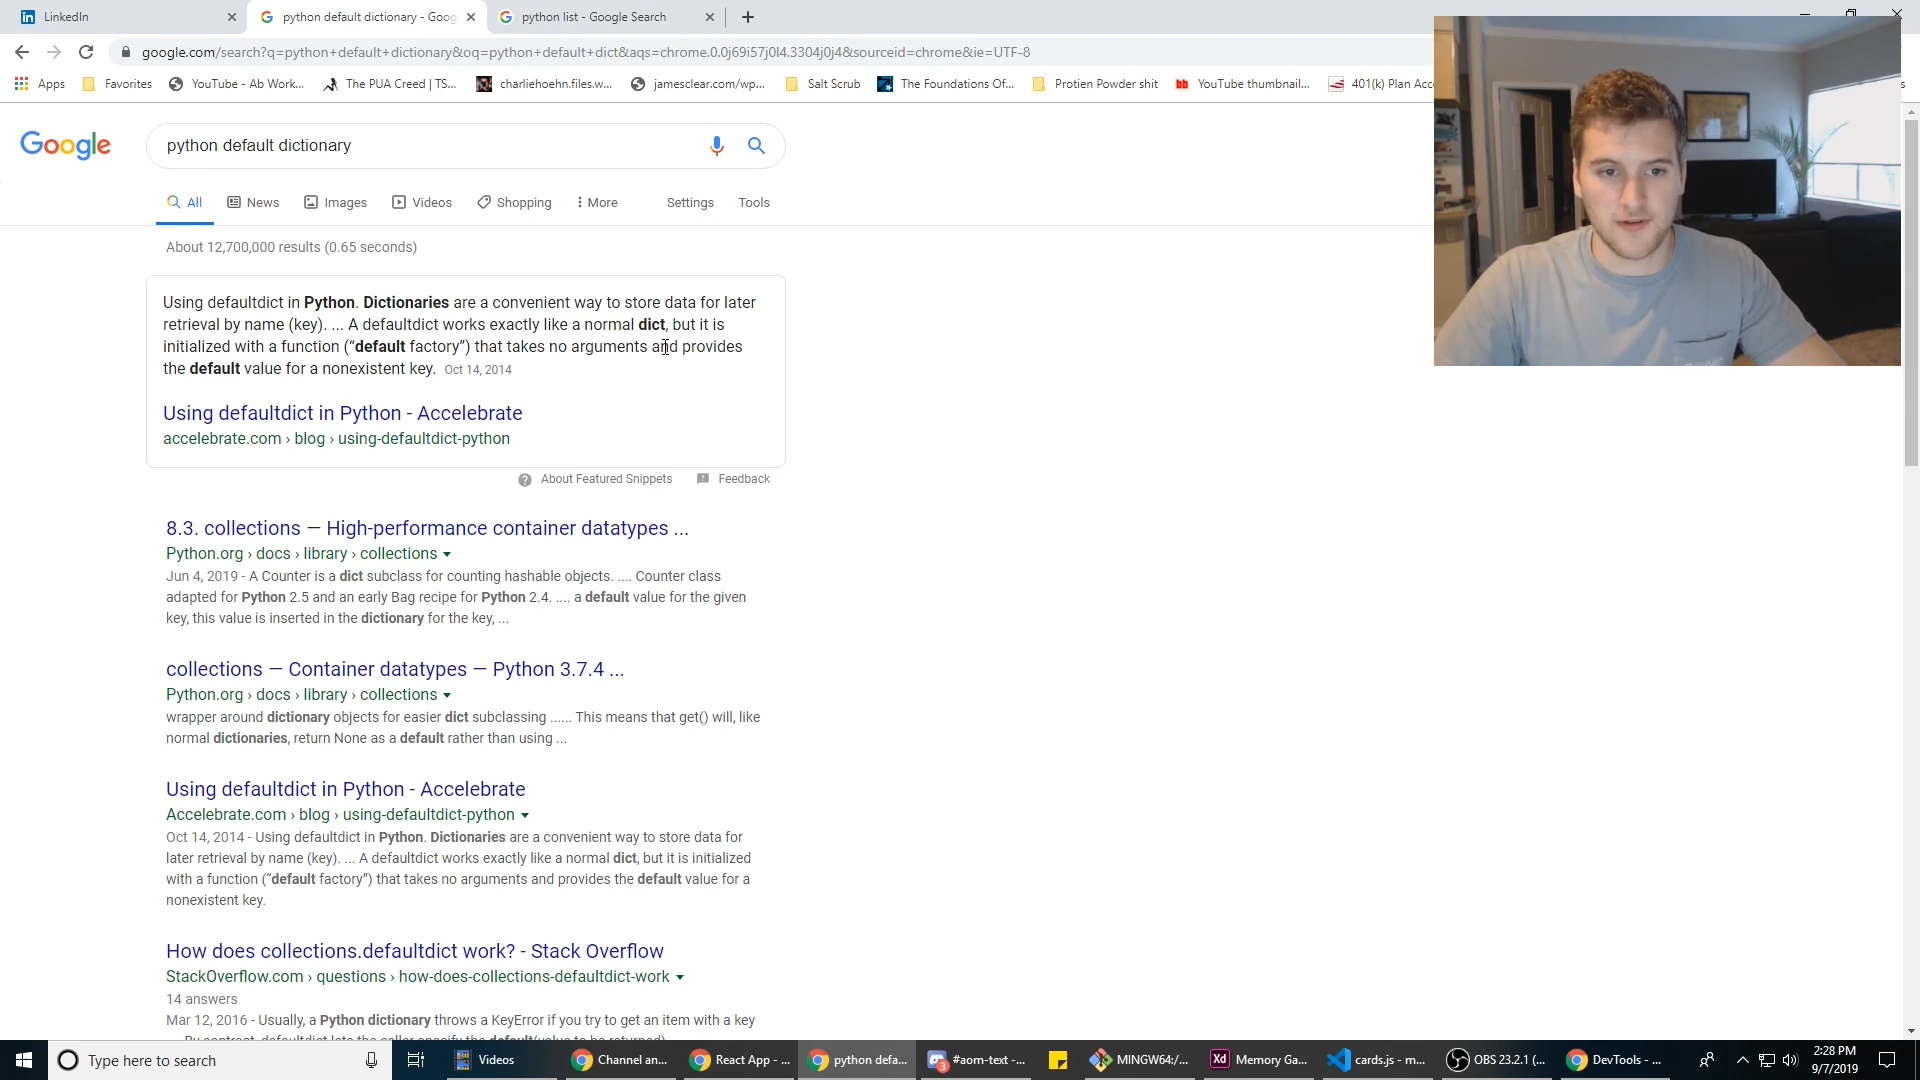 LinkedIn
python default dictionary - Goog
python list - Google Search
google.com/search?q=python+default+dictionary&oq=python+default+dict&aqs=chrome.0.0j69i57j0l4.3304j0j4&sourceid=chrome&ie=UTF-8
Apps
Favorites
YouTube - Ab Work...
The PUA Creed | TS...
charliehoehn.files.w...
jamesclear.com/wp...
Salt Scrub
The Foundations Of...
Protien Powder shit
YouTube thumbnail...
401(k) Plan Acc
Google
python default dictionary
All
News
Images
Videos
Shopping
More
Settings
Tools
About 12,700,000 results (0.65 seconds)
Using defaultdict in Python. Dictionaries are a convenient way to store data for later
retrieval by name (key). ... A defaultdict works exactly like a normal dict, but it is
initialized with a function (“default factory”) that takes no arguments and provides
the default value for a nonexistent key. Oct 14, 2014
Using defaultdict in Python - Accelebrate
accelebrate.com › blog › using-defaultdict-python
About Featured Snippets
Feedback
8.3. collections — High-performance container datatypes ...
Python.org › docs › library › collections
Jun 4, 2019 - A Counter is a dict subclass for counting hashable objects. .... Counter class
adapted for Python 2.5 and an early Bag recipe for Python 2.4. .... a default value for the given
key, this value is inserted in the dictionary for the key, ...
collections — Container datatypes — Python 3.7.4 ...
Python.org › docs › library › collections
wrapper around dictionary objects for easier dict subclassing ...... This means that get() will, like
normal dictionaries, return None as a default rather than using ...
Using defaultdict in Python - Accelebrate
Accelebrate.com › blog › using-defaultdict-python
Oct 14, 2014 - Using defaultdict in Python. Dictionaries are a convenient way to store data for
later retrieval by name (key). ... A defaultdict works exactly like a normal dict, but it is initialized
with a function (“default factory”) that takes no arguments and provides the default value for a
nonexistent key.
How does collections.defaultdict work? - Stack Overflow
StackOverflow.com › questions › how-does-collections-defaultdict-work
14 answers
Mar 12, 2016 - Usually, a Python dictionary throws a KeyError if you try to get an item with a key
Type here to search
Videos
Channel an...
React App - ...
python defa...
3
#aom-text -...
MINGW64:/...
Xd
Memory Ga...
cards.js - m...
OBS 23.2.1 (...
DevTools - ...
2:28 PM
9/7/2019